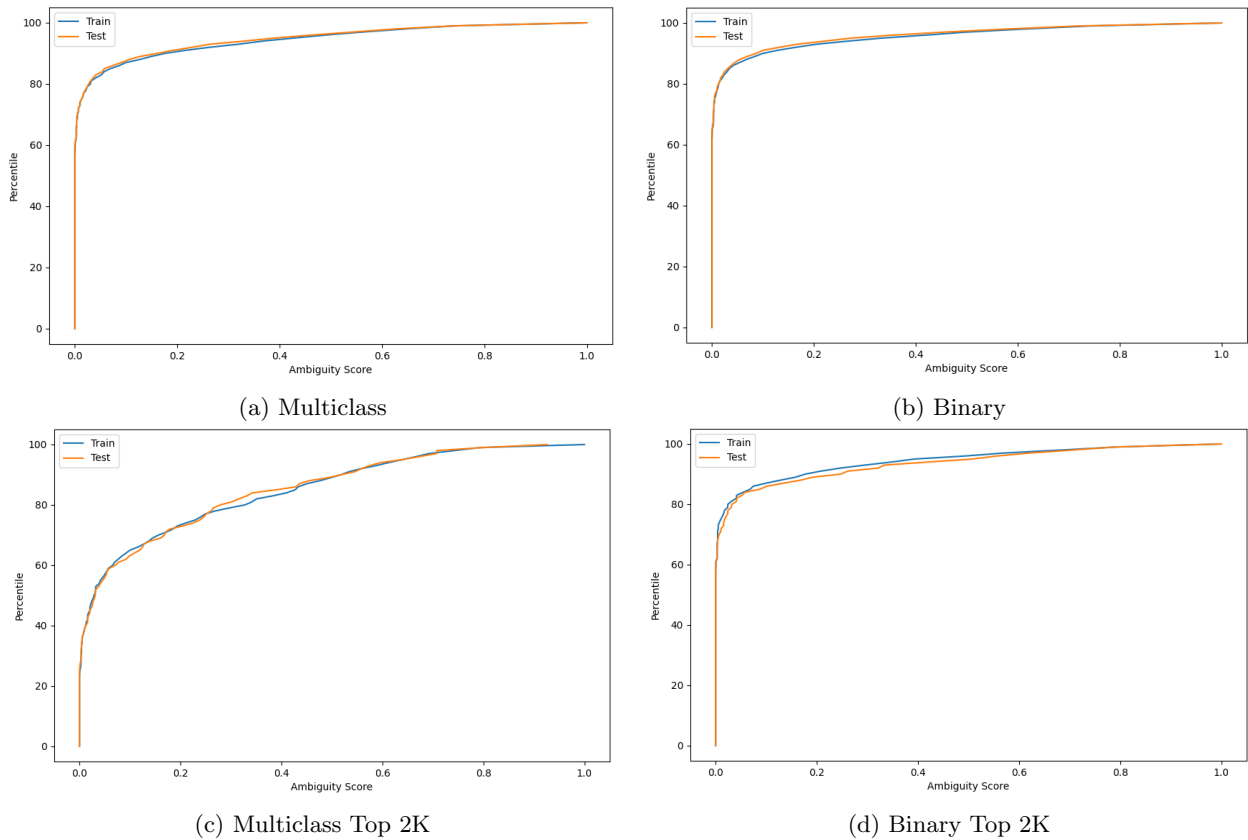 100
80
60
40
20
0
Percentile
Train
Test
0.0 0.2 0.4 0.6 0.8 1.0
Ambiguity Score
(a) Multiclass
100
80
60
40
20
0
Percentile
Train
Test
0.0 0.2 0.4 0.6 0.8 1.0
Ambiguity Score
(b) Binary
100
80
60
40
20
0
Percentile
Train
Test
0.0 0.2 0.4 0.6 0.8 1.0
Ambiguity Score
(c) Multiclass Top 2K
100
80
60
40
20
0
Percentile
Train
Test
0.0 0.2 0.4 0.6 0.8 1.0
Ambiguity Score
(d) Binary Top 2K